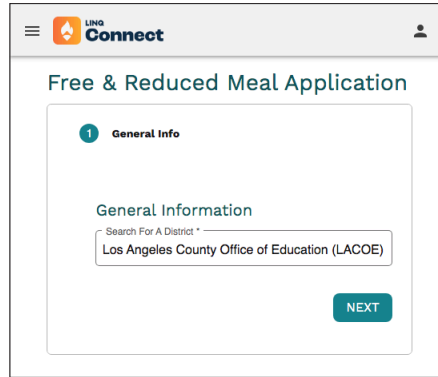 LINQ
Connect
Free & Reduced Meal Application
1 General Info
General Information
Search For A District *
Los Angeles County Office of Education (LACOE)
NEXT